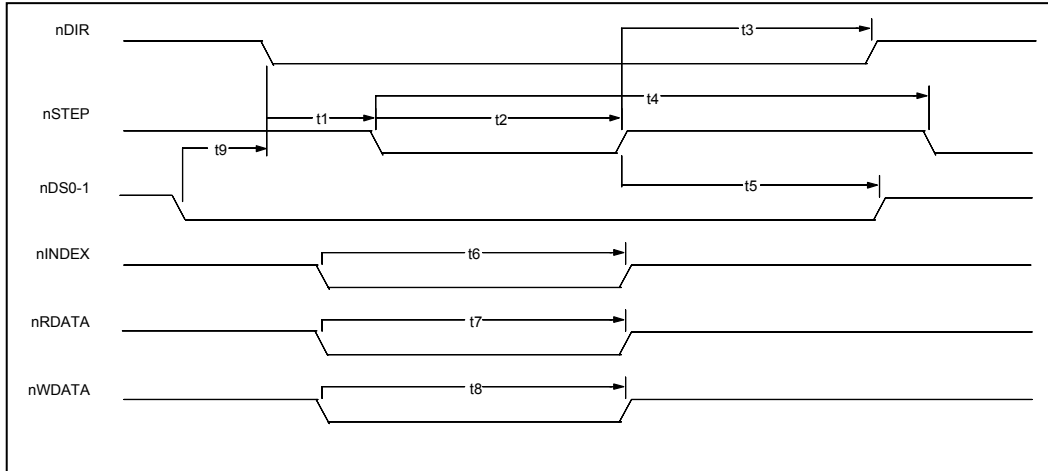 nDIR
t3
t4
nSTEP
t1
t2
t9
nDS0-1
t5
nINDEX
t6
nRDATA
t7
nWDATA
t8